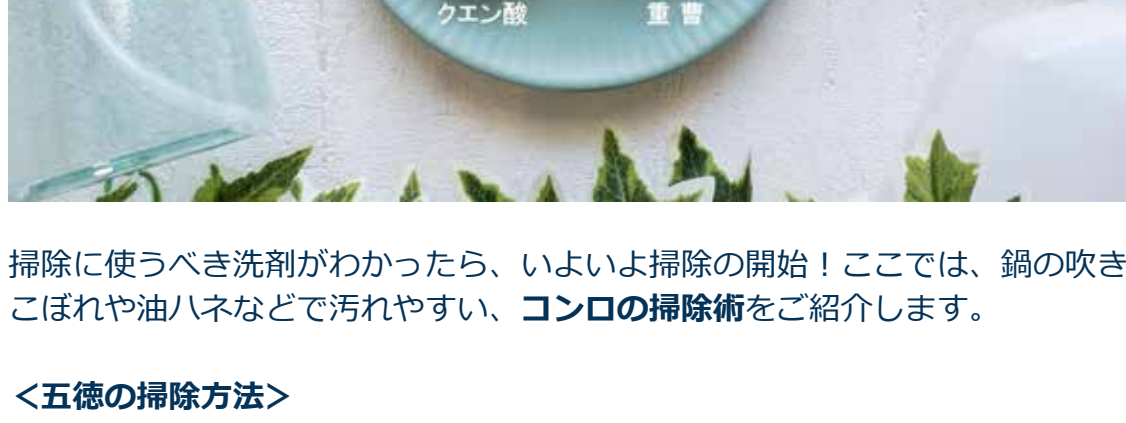 クエン酸 重曹
掃除に使うべき洗剤がわかったら、いよいよ掃除の開始!ここでは、鍋の吹き
こぼれや油ハネなどで汚れやすい、コンロの掃除術をご紹介します。
<五徳の掃除方法>